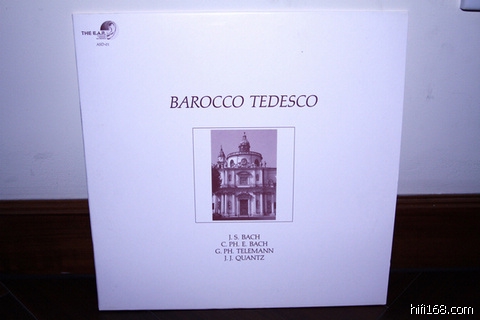 THE E.A.R
BAROCCO TEDESCO
J. S. BACH
C. PH. E. BACH
G. PH. TELEMANN
J. J. QUANTZ
hifi168.com